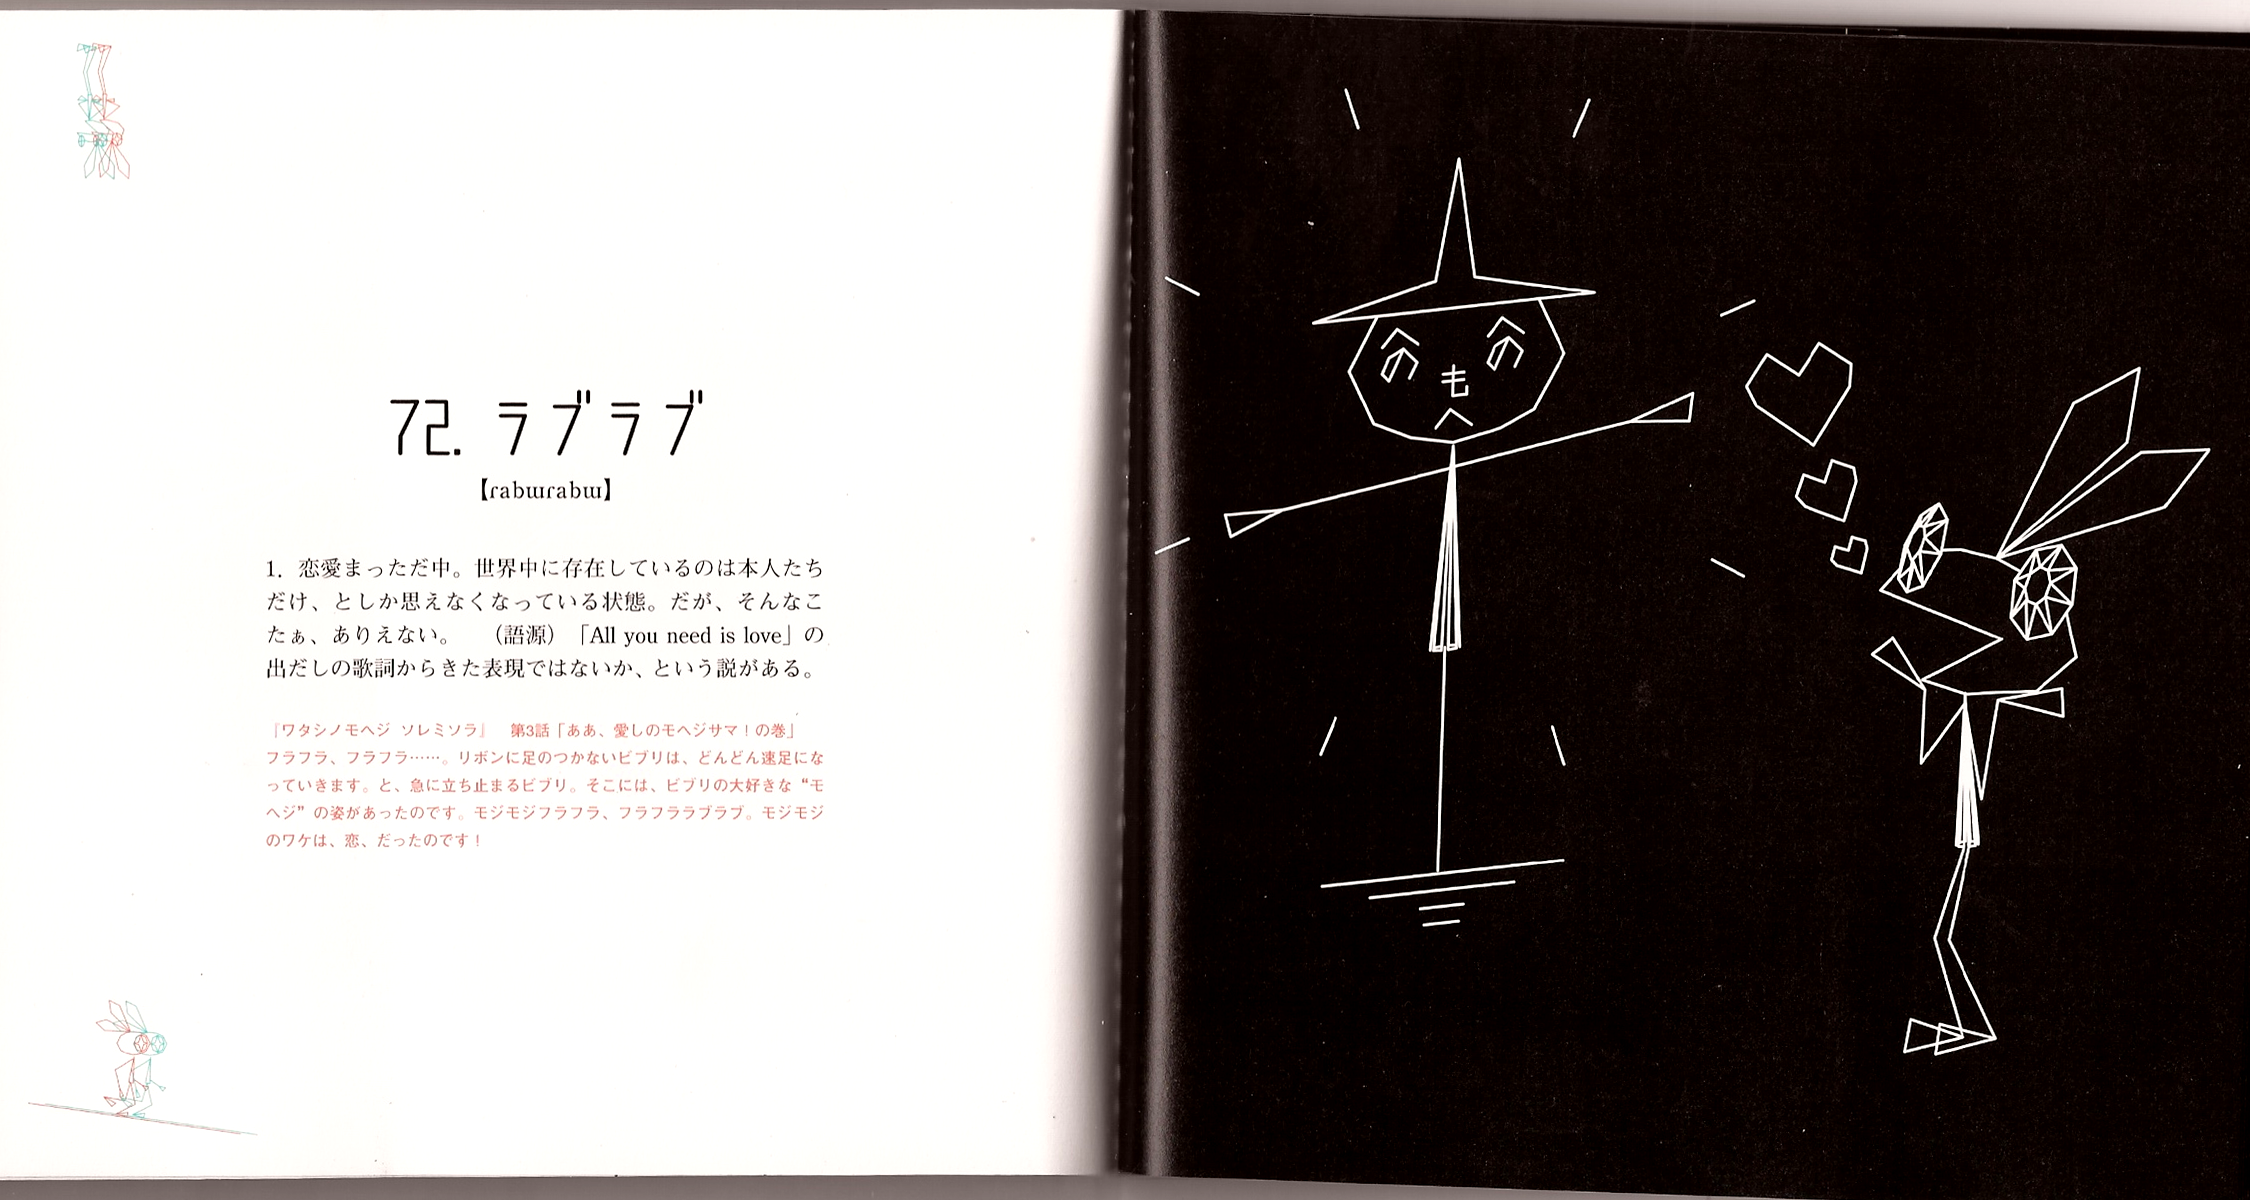 72. ラブラブ
【rabɯrabɯ】
1. 恋愛まっただ中。世界中に存在しているのは本人たち
だけ、としか思えなくなっている状態。だが、そんなこ
たぁ、ありえない。　（語源）「All you need is love」の
出だしの歌詞からきた表現ではないか、という説がある。
『ワタシノモヘジ ソレミソラ』　第3話「ああ、愛しのモヘジサマ！の巻」
フラフラ、フラフラ……。リボンに足のつかないビブリは、どんどん速足にな
っていきます。と、急に立ち止まるビブリ。そこには、ビブリの大好きな“モ
ヘジ”の姿があったのです。モジモジフラフラ、フラフララブラブ。モジモジ
のワケは、恋、だったのです！
へ へ
の の
も
へ